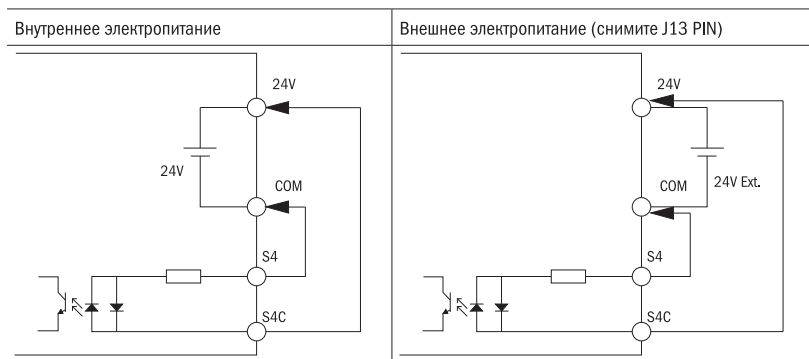 Внутреннее электропитание
Внешнее электропитание (снимите J13 PIN)
24V
24V
COM
S4
S4C
24V
24V Ext.
COM
S4
S4C